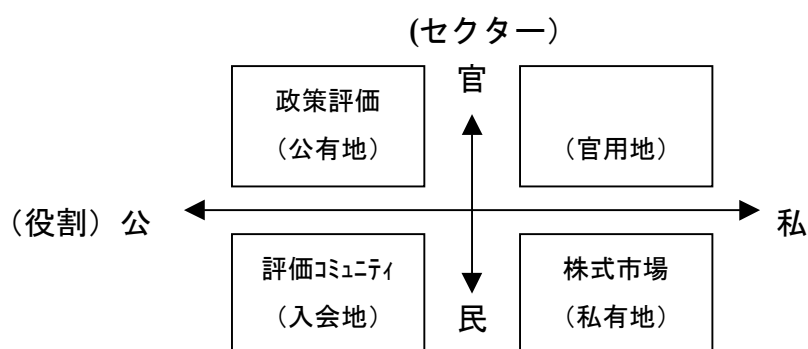 (セクター）
官
政策評価
（公有地）
（官用地）
（役割）公
私
評価ｺﾐｭﾆﾃｨ
（入会地）
株式市場
（私有地）
民